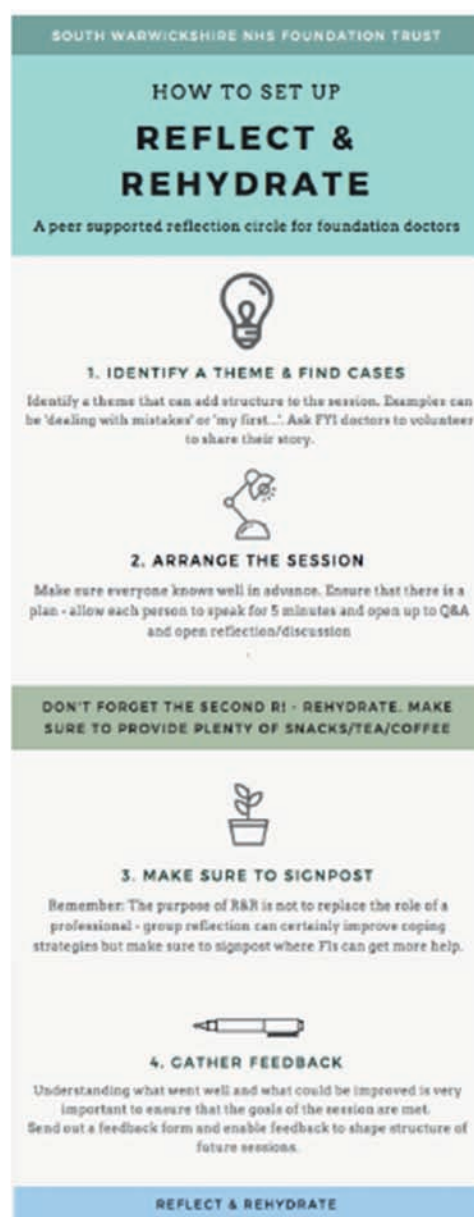 SOUTH WARWICKSHIRE NHS FOUNDATION TRUST
HOW TO SET UP
REFLECT &
REHYDRATE
A peer supported reflection circle for foundation doctors
1. IDENTIFY A THEME & FIND CASES
Identify a theme that can add structure to the session. Examples can
be 'dealing with mistakes' or 'my first...'. Ask FY1 doctors to volunteer
to share their story.
2. ARRANGE THE SESSION
Make sure everyone knows well in advance. Ensure that there is a
plan - allow each person to speak for 5 minutes and open up to Q&A
and open reflection/discussion
DON'T FORGET THE SECOND R! - REHYDRATE. MAKE
SURE TO PROVIDE PLENTY OF SNACKS/TEA/COFFEE
3. MAKE SURE TO SIGNPOST
Remember: The purpose of R&R is not to replace the role of a
professional - group reflection can certainly improve coping
strategies but make sure to signpost where F1s can get more help.
4. GATHER FEEDBACK
Understanding what went well and what could be improved is very
important to ensure that the goals of the session are met.
Send out a feedback form and enable feedback to shape structure of
future sessions.
REFLECT & REHYDRATE